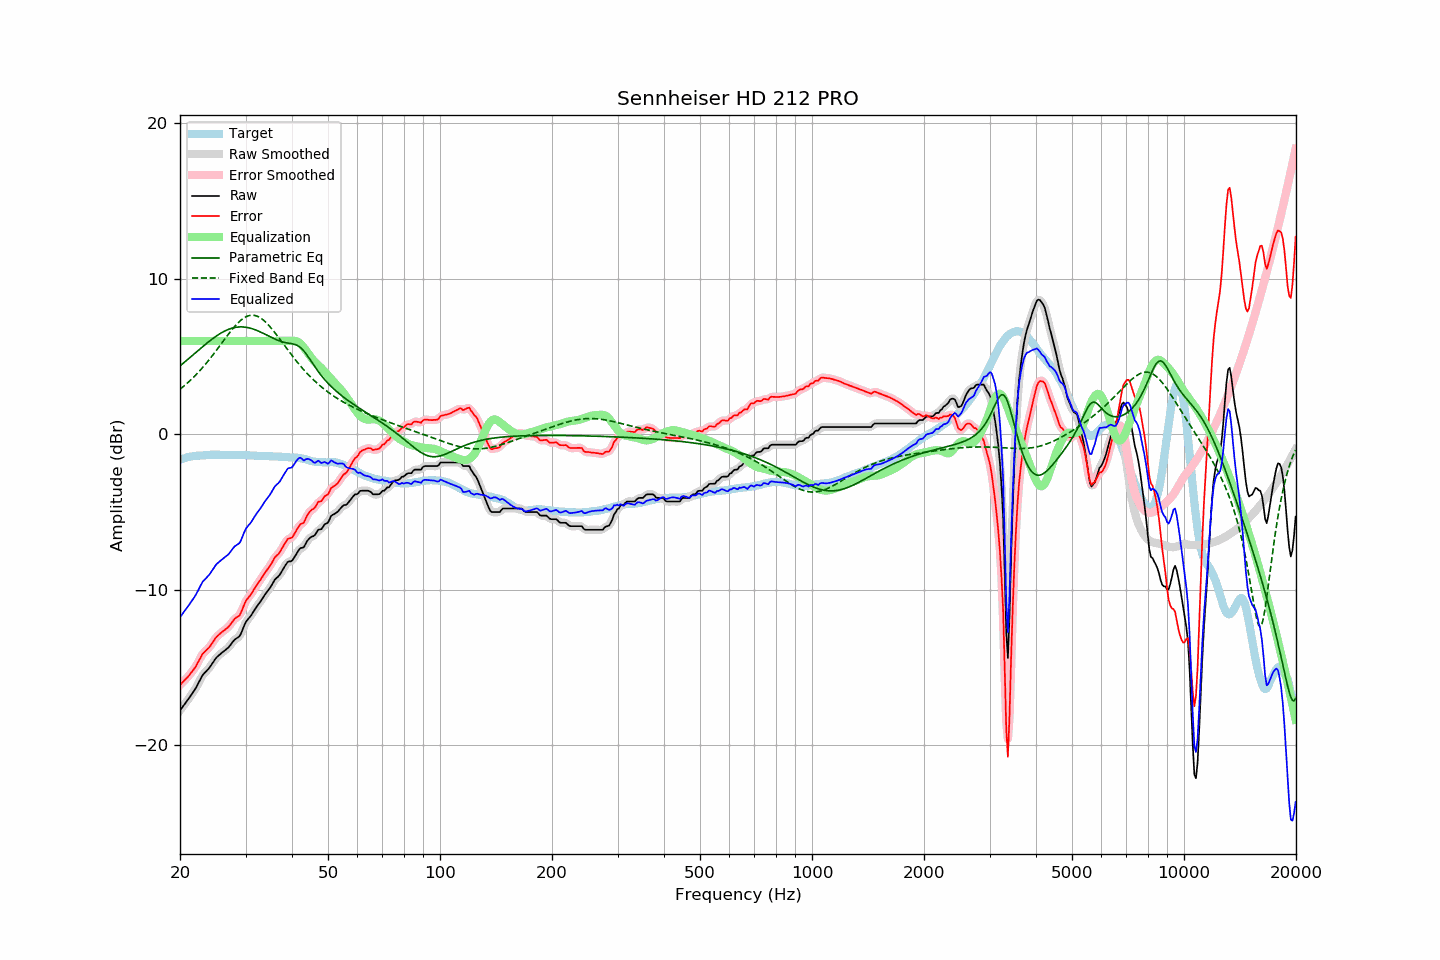 Sennheiser HD 212 PRO
Target
Raw Smoothed
Error Smoothed
Raw
Error
Equalization
Parametric Eq
Fixed Band Eq
Equalized
20
10
0
−10
−20
Amplitude (dBr)
20
50
100
200
500
1000
2000
5000
10000
20000
Frequency (Hz)